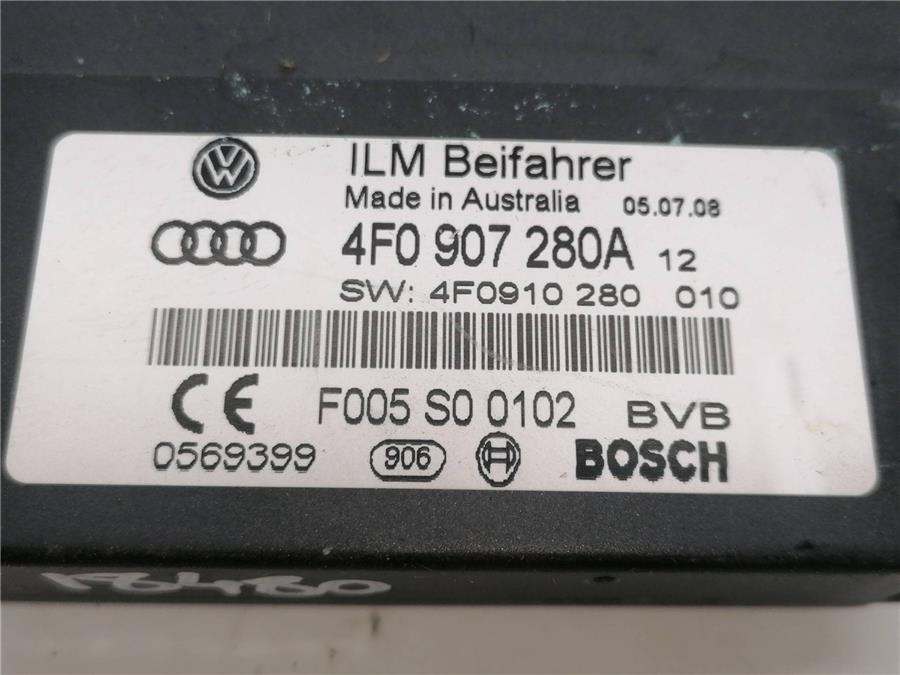 ILM Beifahrer
Made in Australia 05.07.08
4F0 907 280A 12
SW: 4F0910 280 010
CE F005 S0 0102 BVB
0569399 906 BOSCH